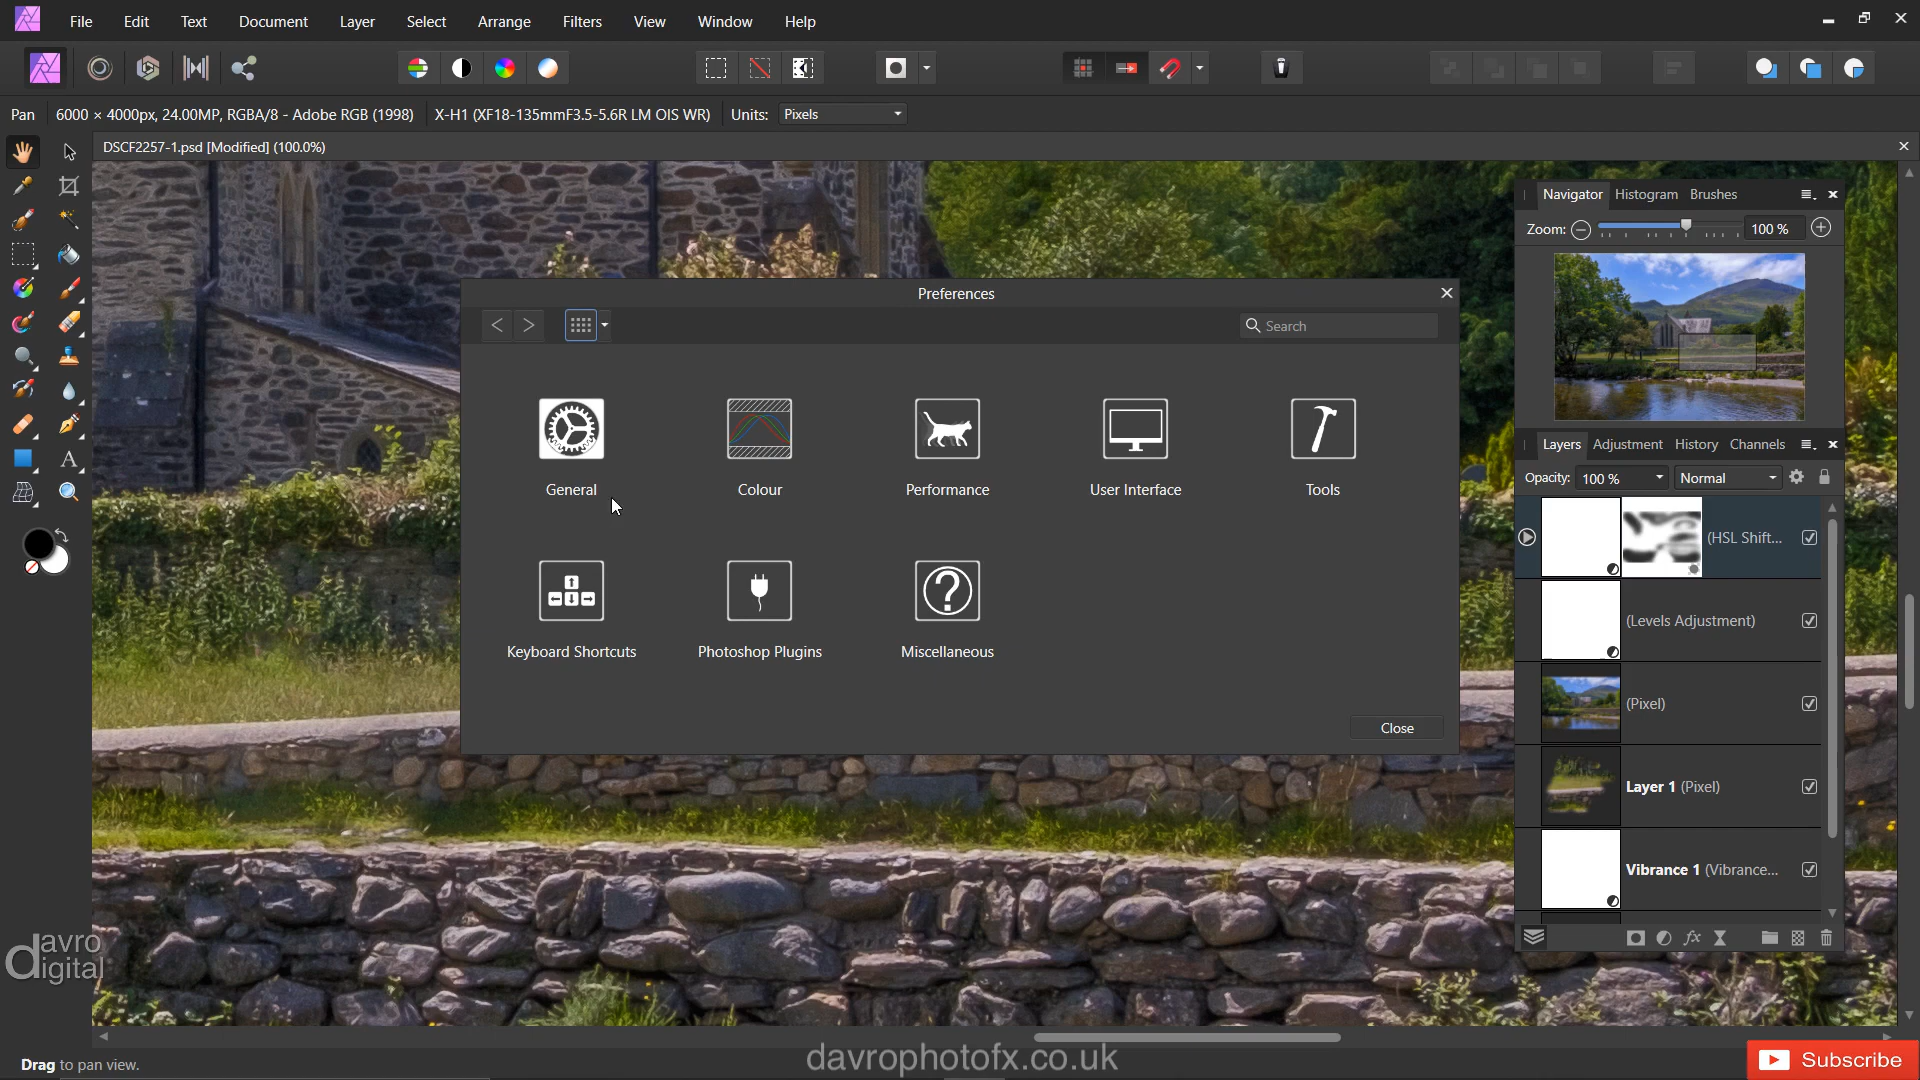 File Edit Text Document Layer Select Arrange Filters View Window Help
Pan 6000 × 4000px, 24.00MP, RGBA/8 - Adobe RGB (1998) X-H1 (XF18-135mmF3.5-5.6R LM OIS WR) Units: Pixels
DSCF2257-1.psd [Modified] (100.0%)
Navigator Histogram Brushes
Zoom: 100 %
Preferences
Search
General Colour Performance User Interface Tools
Keyboard Shortcuts Photoshop Plugins Miscellaneous
Close
Layers Adjustment History Channels
Opacity: 100 % Normal
(HSL Shift...
(Levels Adjustment)
(Pixel)
Layer 1 (Pixel)
Vibrance 1 (Vibrance...
fx
A
davro
digital
davrophotofx.co.uk
Subscribe
Drag to pan view.